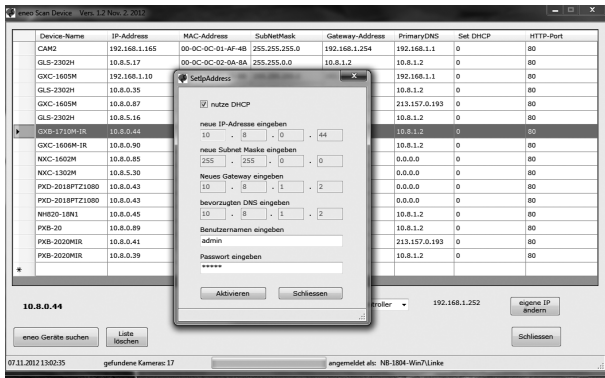 eneo Scan Device Vers. 1.2 Nov. 2. 2012
Device-Name IP-Address MAC-Address SubNetMask Gateway-Address PrimaryDNS Set DHCP HTTP-Port
CAM2 192.168.1.165 00-0C-0C-01-AF-4B 255.255.255.0 192.168.1.254 192.168.1.1 0 80
GLS-2302H 10.8.5.17 00-0C-0C-02-0A-8A 255.255.0.0 10.8.1.2 10.8.1.2 0 80
GXC-1605M 192.168.1.10 192.168.1.1 0 80
GLS-2302H 10.8.0.35 10.8.1.2 0 80
GXC-1605M 10.8.0.87 213.157.0.193 0 80
GLS-2302H 10.8.5.16 10.8.1.2 0 80
GXB-1710M-IR 10.8.0.44 10.8.1.2 0 80
GXC-1606M-IR 10.8.0.90 10.8.1.2 0 80
NXC-1602M 10.8.0.85 0.0.0.0 0 80
NXC-1302M 10.8.5.30 0.0.0.0 0 80
PXD-2018PTZ1080 10.8.0.43 0.0.0.0 0 80
PXD-2018PTZ1080 10.8.0.43 0.0.0.0 0 80
NH820-18N1 10.8.0.45 10.8.1.2 0 80
PXB-20 10.8.0.89 10.8.1.2 0 80
PXB-2020MIR 10.8.0.41 213.157.0.193 0 80
PXB-2020MIR 10.8.0.39 10.8.1.2 0 80
SetIpAddress
nutze DHCP
neue IP-Adresse eingeben
10 . 8 . 0 . 44
neue Subnet Maske eingeben
255 . 255 . 0 . 0
Neues Gateway eingeben
10 . 8 . 1 . 2
bevorzugten DNS eingeben
10 . 8 . 1 . 2
Benutzernamen eingeben
admin
Passwort eingeben
*****
Aktivieren Schliessen
10.8.0.44
troller 192.168.1.252 eigene IP
ändern
eneo Geräte suchen Liste
löschen
Schliessen
07.11.2012 13:02:35 gefundene Kameras: 17 angemeldet als: NB-1804-Win7\Linke